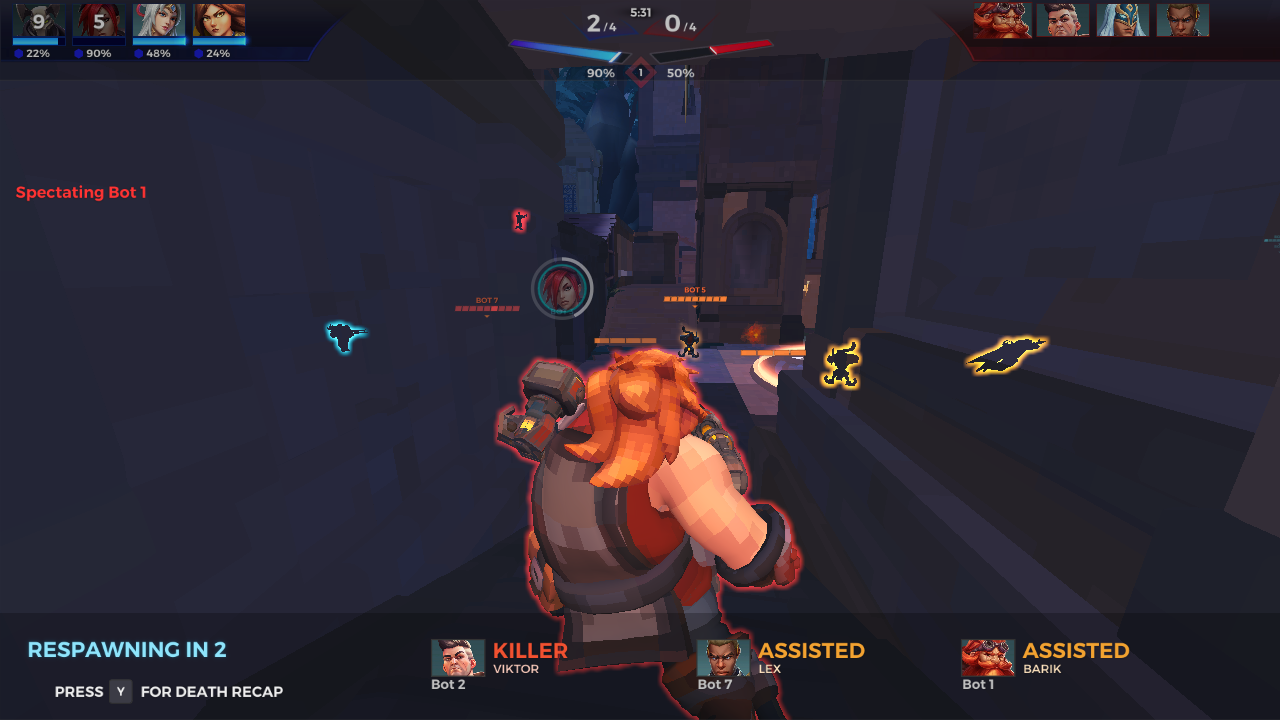 9
5
22%
90%
48%
24%
2/4
5:31
0/4
90%
1
50%
Spectating Bot 1
BOT 7
BOT 5
RESPAWNING IN 2
PRESS Y FOR DEATH RECAP
KILLER
VIKTOR
Bot 2
ASSISTED
LEX
Bot 7
ASSISTED
BARIK
Bot 1